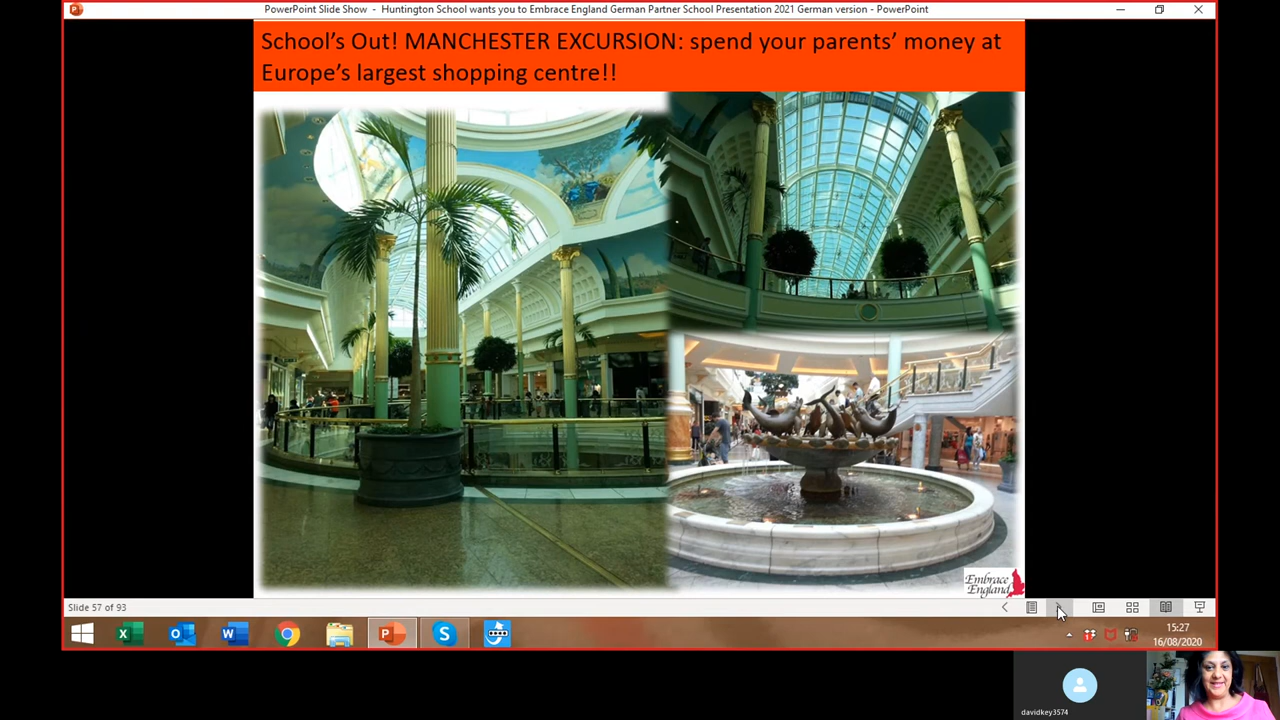 PowerPoint Slide Show - Huntington School wants you to Embrace England German Partner School Presentation 2021 German version - PowerPoint
School's Out! MANCHESTER EXCURSION: spend your parents' money at
Europe's largest shopping centre!!
Embrace
England
Slide 57 of 93
15:27
16/08/2020
davidkey3574